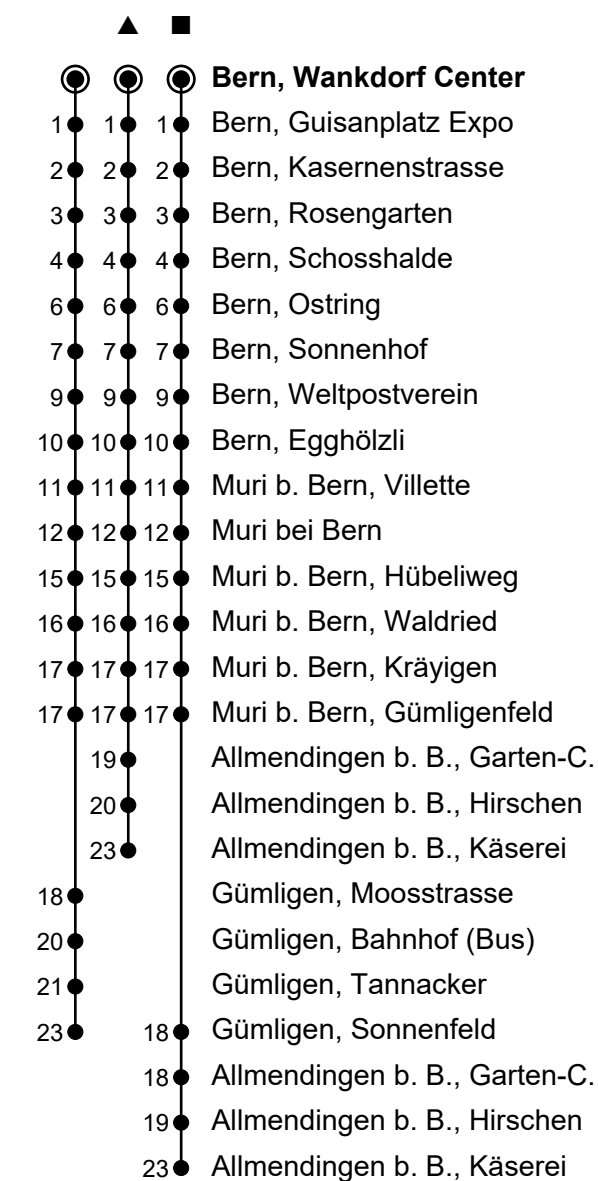 ▲ ■
Bern, Wankdorf Center
1 1 1 Bern, Guisanplatz Expo
2 2 2 Bern, Kasernenstrasse
3 3 3 Bern, Rosengarten
4 4 4 Bern, Schosshalde
6 6 6 Bern, Ostring
7 7 7 Bern, Sonnenhof
9 9 9 Bern, Weltpostverein
10 10 10 Bern, Egghölzli
11 11 11 Muri b. Bern, Villette
12 12 12 Muri bei Bern
15 15 15 Muri b. Bern, Hübeliweg
16 16 16 Muri b. Bern, Waldried
17 17 17 Muri b. Bern, Kräyigen
17 17 17 Muri b. Bern, Gümligenfeld
19 Allmendingen b. B., Garten-C.
20 Allmendingen b. B., Hirschen
23 Allmendingen b. B., Käserei
18 Gümligen, Moosstrasse
20 Gümligen, Bahnhof (Bus)
21 Gümligen, Tannacker
23 18 Gümligen, Sonnenfeld
18 Allmendingen b. B., Garten-C.
19 Allmendingen b. B., Hirschen
23 Allmendingen b. B., Käserei